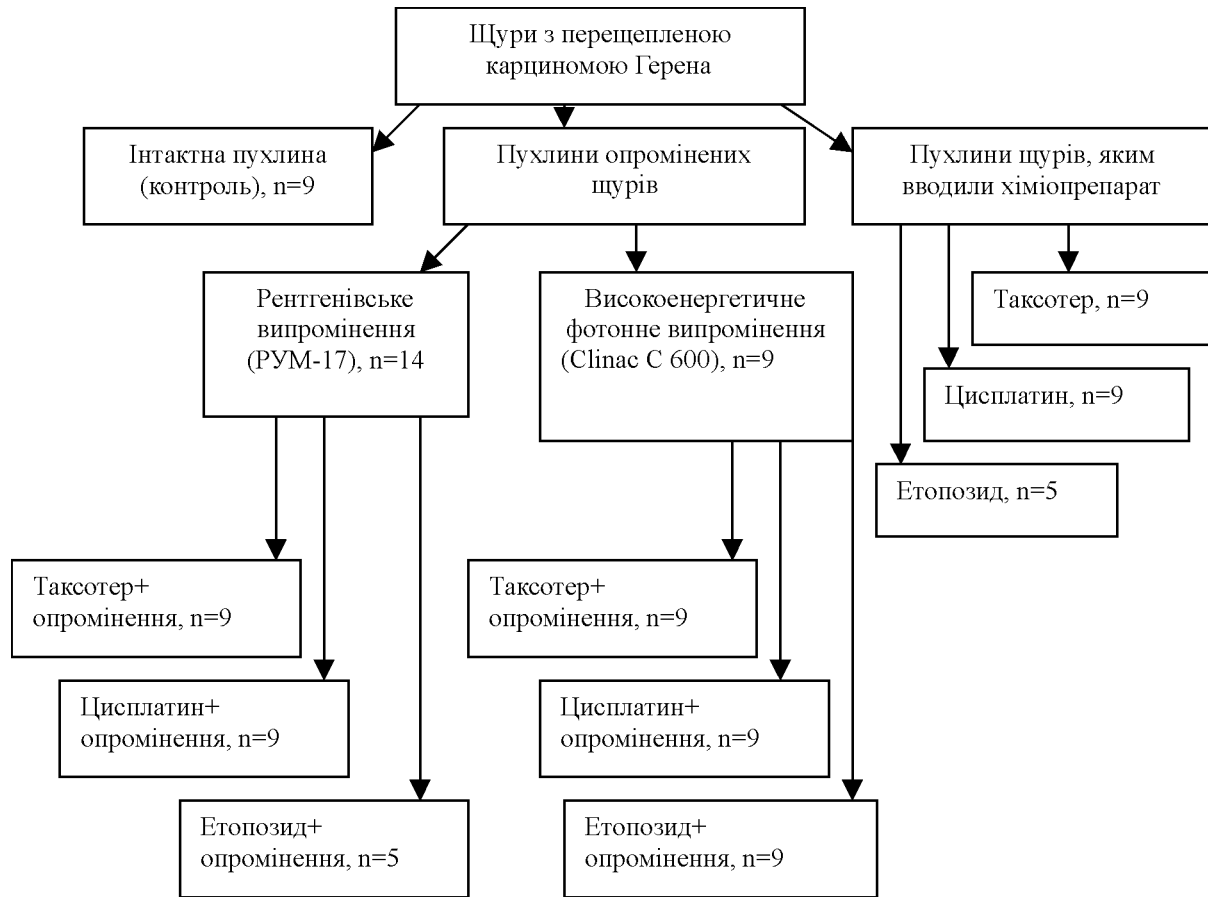 Щури з перещепленою
карциномою Герена
Інтактна пухлина
(контроль), n=9
Пухлини опромінених
щурів
Пухлини щурів, яким
вводили хіміопрепарат
Рентгенівське
випромінення
(РУМ-17), n=14
Високоенергетичне
фотонне випромінення
(Clinac C 600), n=9
Таксотер, n=9
Цисплатин, n=9
Етопозид, n=5
Таксотер+
опромінення, n=9
Таксотер+
опромінення, n=9
Цисплатин+
опромінення, n=9
Цисплатин+
опромінення, n=9
Етопозид+
опромінення, n=5
Етопозид+
опромінення, n=9